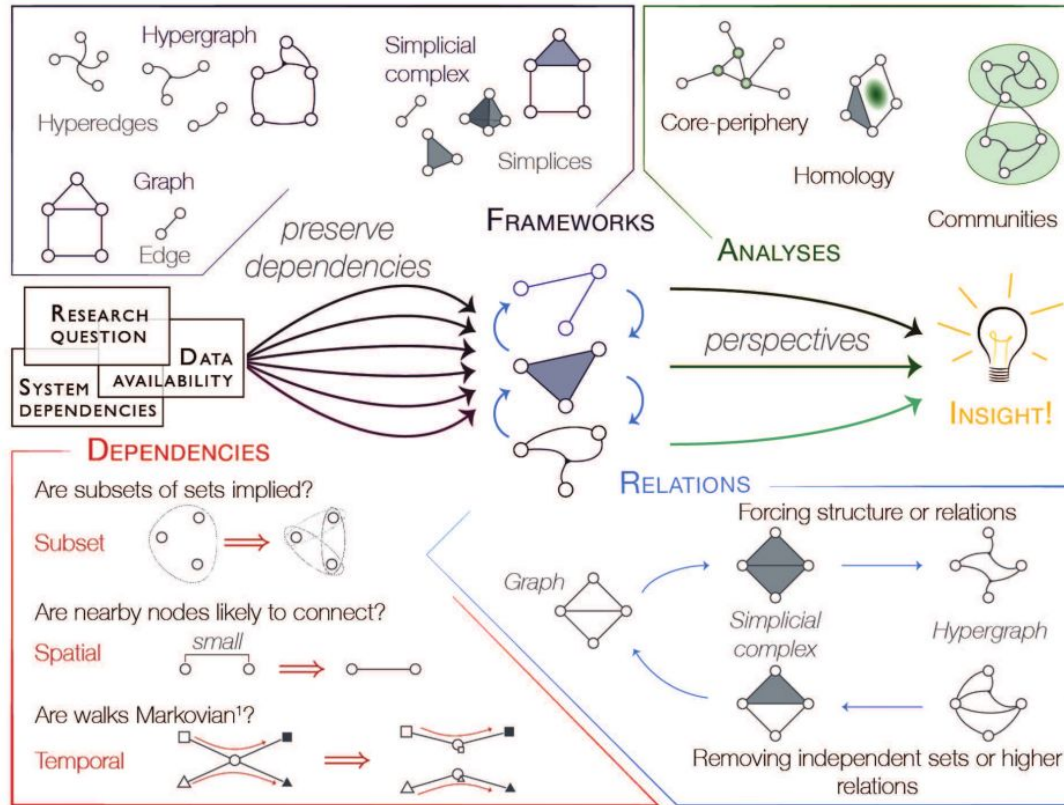 Hypergraph
Hyperedges
Graph
Edge
Simplicial
complex
Simplices
FRAMEWORKS
Core-periphery
Homology
Communities
ANALYSES
preserve
dependencies
RESEARCH
QUESTION
DATA
AVAILABILITY
SYSTEM
DEPENDENCIES
perspectives
INSIGHT!
DEPENDENCIES
Are subsets of sets implied?
Subset
Are nearby nodes likely to connect?
Spatial
small
Are walks Markovian¹?
Temporal
RELATIONS
Forcing structure or relations
Graph
Simplicial
complex
Hypergraph
Removing independent sets or higher
relations